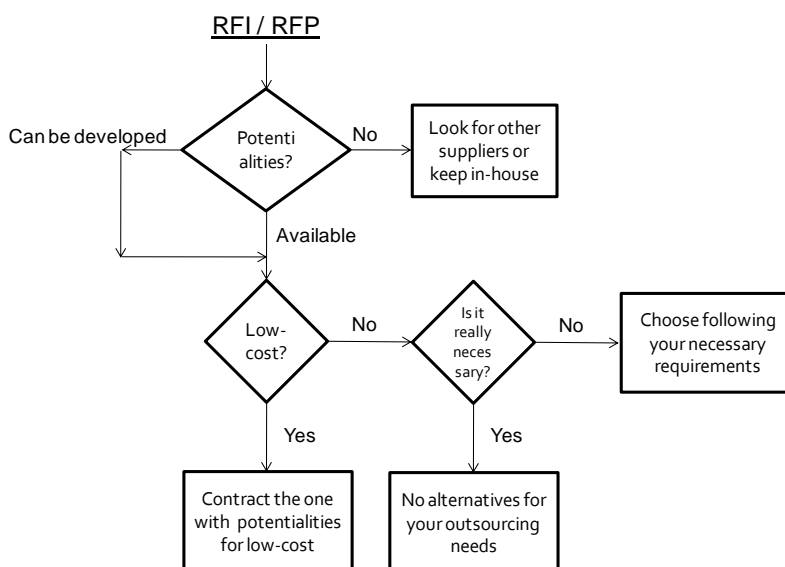 RFI / RFP
Can be developed
Potenti
alities?
No
Look for other
suppliers or
keep in-house
Available
Low-
cost?
No
Is it
really
neces
sary?
No
Choose following
your necessary
requirements
Yes
Yes
Contract the one
with potentialities
for low-cost
No alternatives for
your outsourcing
needs